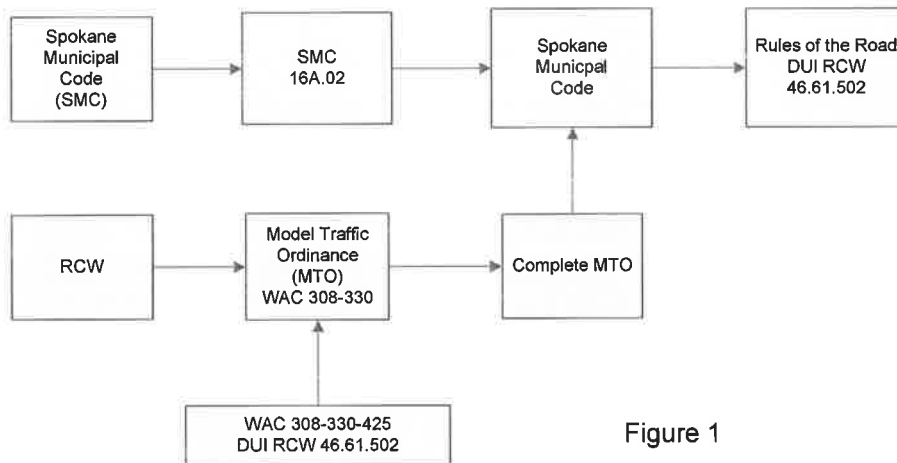 Spokane
Municipal
Code
(SMC)
SMC
16A.02
Spokane
Municpal
Code
Rules of the Road
DUI RCW
46.61.502
RCW
Model Traffic
Ordinance
(MTO)
WAC 308-330
Complete MTO
WAC 308-330-425
DUI RCW 46.61.502
Figure 1